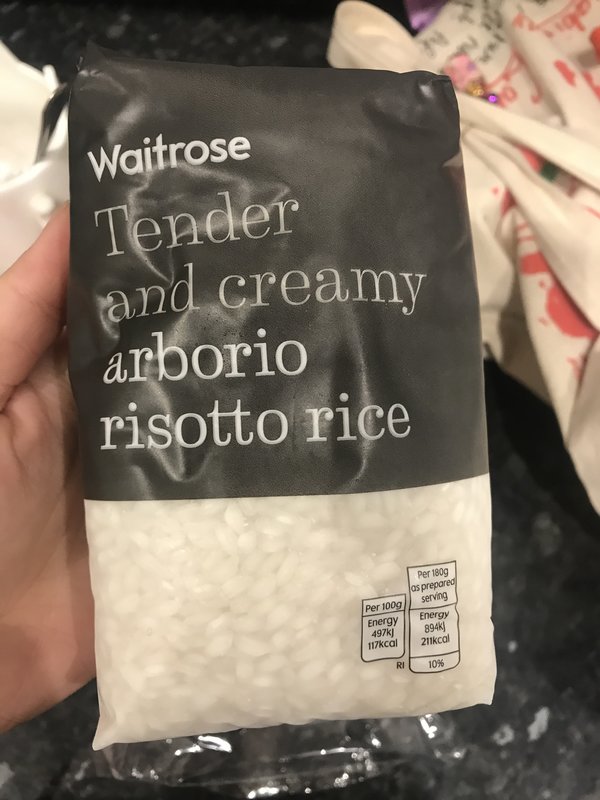 Waitrose
Tender
and creamy
arborio
risotto rice
Per 100g
Energy
497kJ
117kcal
Per 180g
as prepared
serving
Energy
894kJ
211kcal
RI
10%